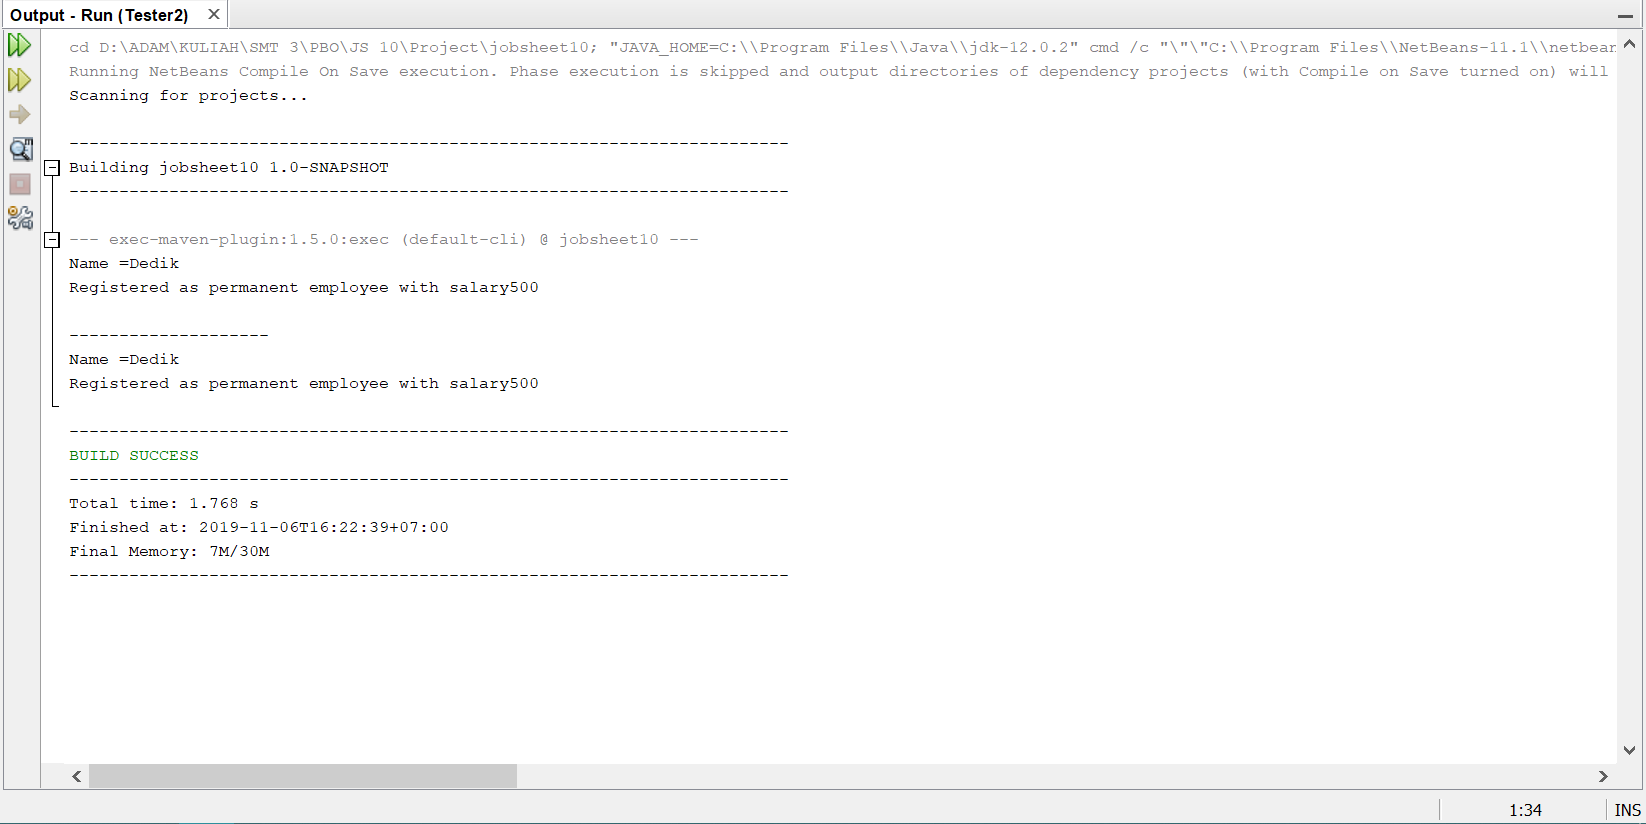 Output - Run (Tester2)
cd D:\ADAM\KULIAH\SMT 3\PBO\JS 10\Project\jobsheet10; "JAVA_HOME=C:\\Program Files\\Java\\jdk-12.0.2" cmd /c "\"\"C:\\Program Files\\NetBeans-11.1\\netbean
Running NetBeans Compile On Save execution. Phase execution is skipped and output directories of dependency projects (with Compile on Save turned on) will
Scanning for projects...
------------------------------------------------------------------------
Building jobsheet10 1.0-SNAPSHOT
------------------------------------------------------------------------
--- exec-maven-plugin:1.5.0:exec (default-cli) @ jobsheet10 ---
Name =Dedik
Registered as permanent employee with salary500
--------------------
Name =Dedik
Registered as permanent employee with salary500
------------------------------------------------------------------------
BUILD SUCCESS
------------------------------------------------------------------------
Total time: 1.768 s
Finished at: 2019-11-06T16:22:39+07:00
Final Memory: 7M/30M
------------------------------------------------------------------------
1:34 INS